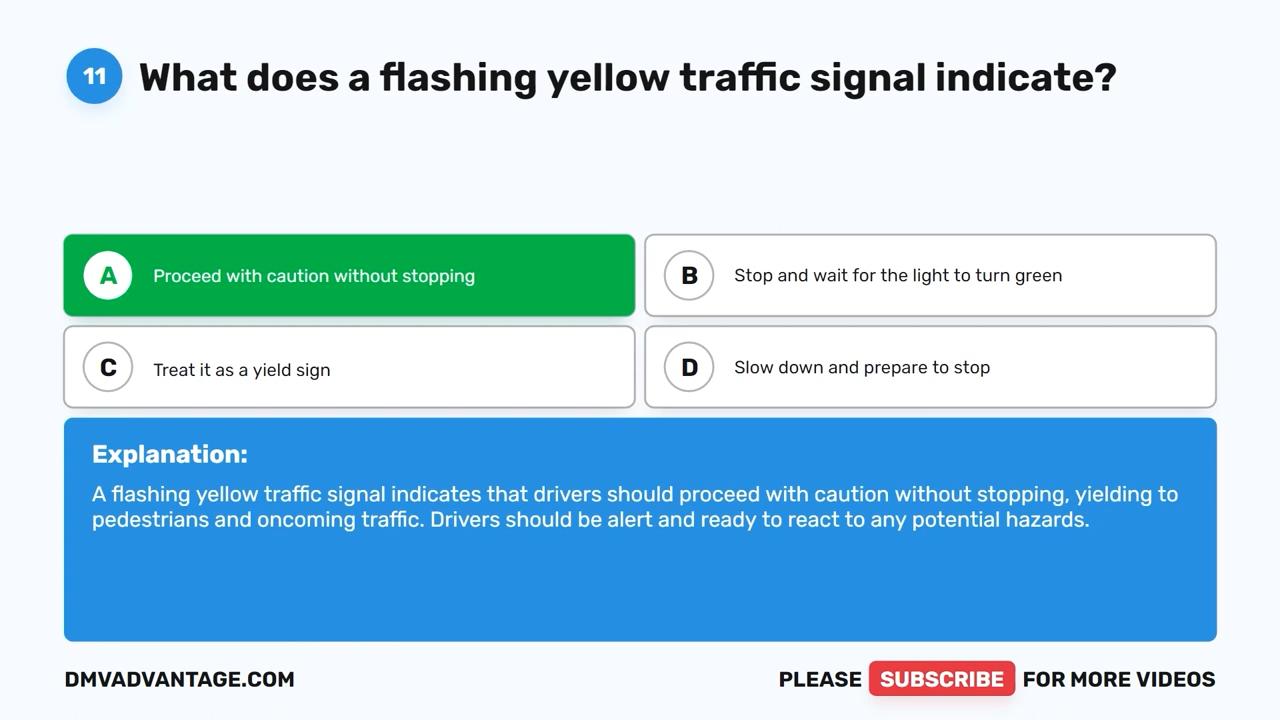 11 What does a flashing yellow traffic signal indicate?
A Proceed with caution without stopping
B Stop and wait for the light to turn green
C Treat it as a yield sign
D Slow down and prepare to stop
Explanation:
A flashing yellow traffic signal indicates that drivers should proceed with caution without stopping, yielding to
pedestrians and oncoming traffic. Drivers should be alert and ready to react to any potential hazards.
DMVADVANTAGE.COM
PLEASE SUBSCRIBE FOR MORE VIDEOS